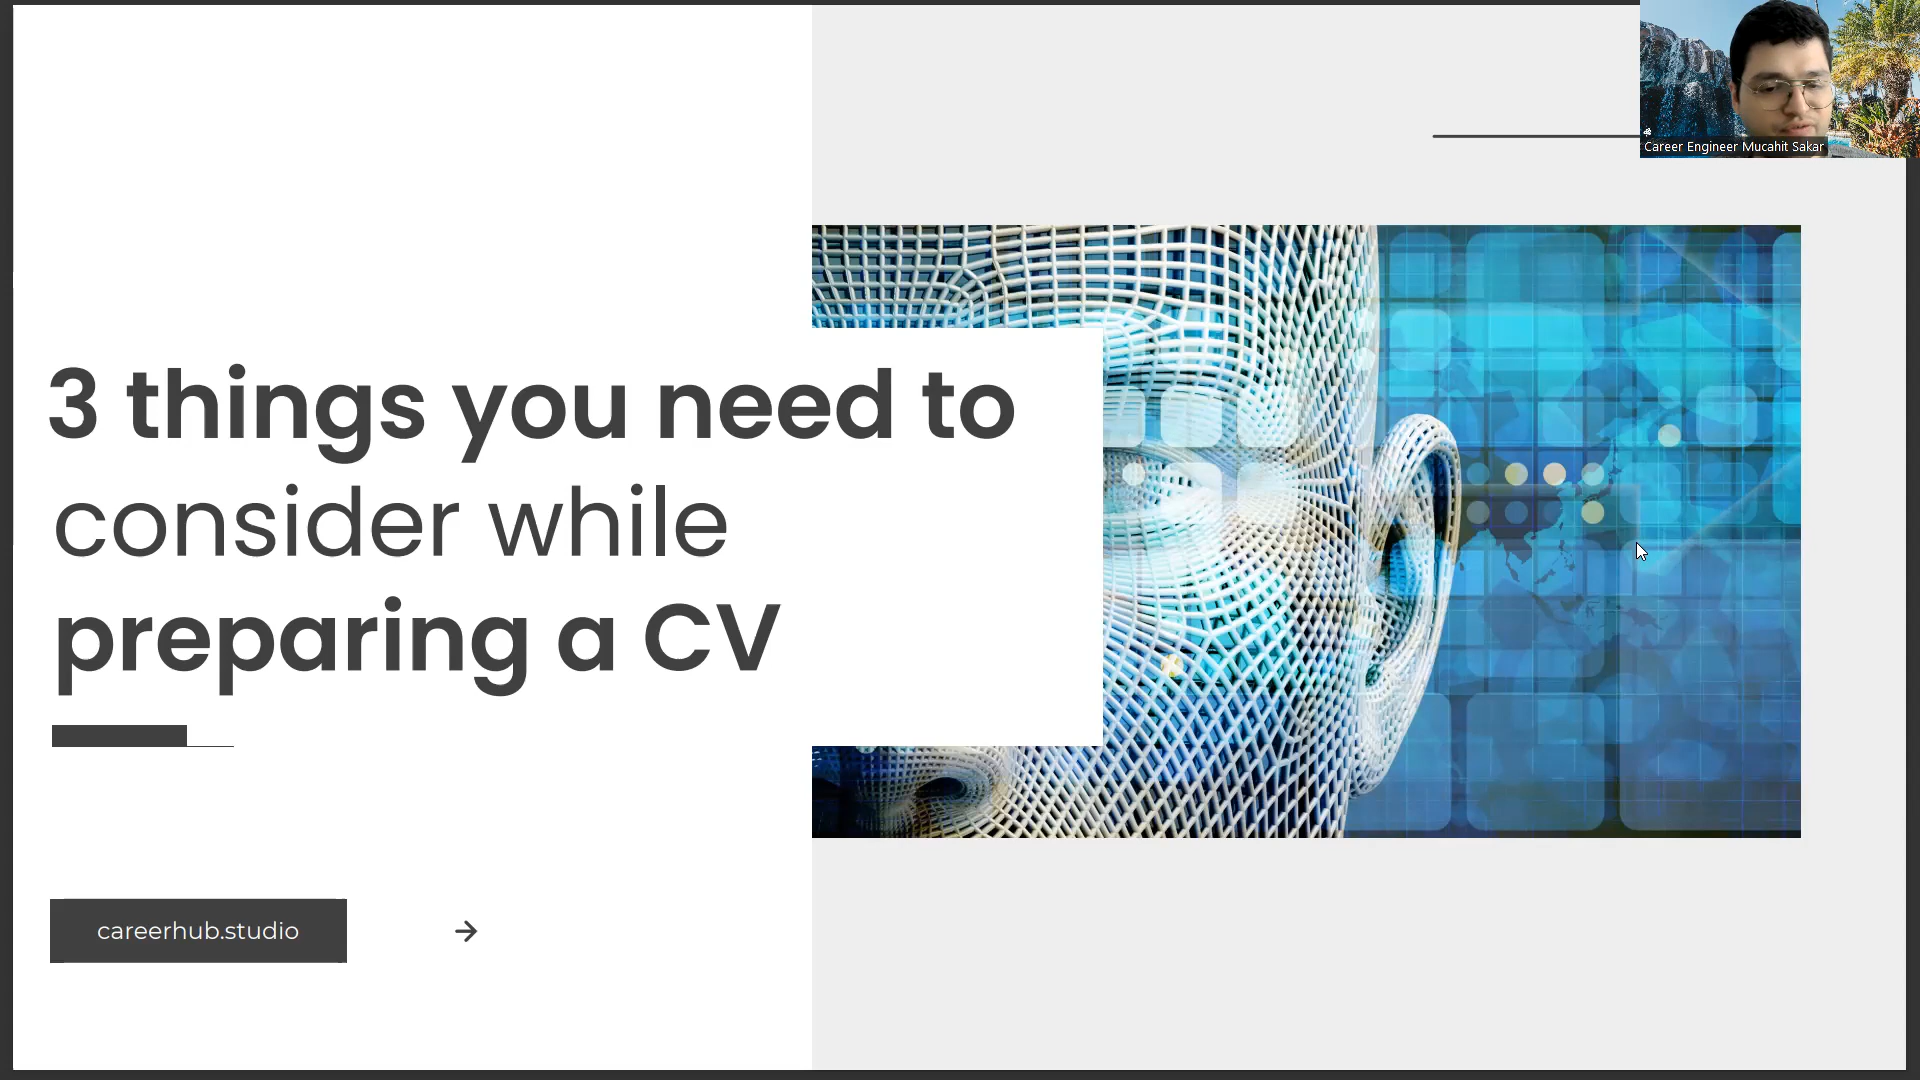 3 things you need to
consider while
preparing a CV
careerhub.studio
Career Engineer Mucahit Sakar